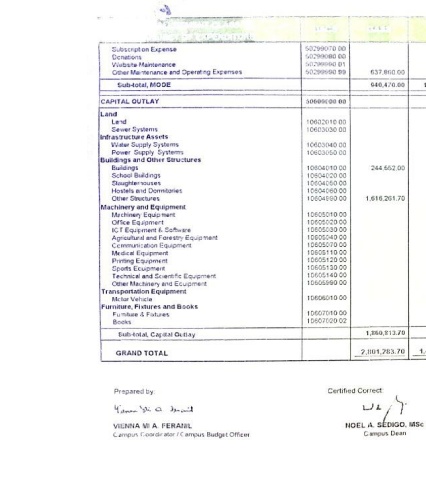 Subscription Expense 50299070 00
Donations 50299080 00
Website Maintenance 50299990 01
Other Maintenance and Operating Expenses 50299990 99 637,860.00
Sub-total, MODE 940,470.00 1
CAPITAL OUTLAY 50600000 00
Land
Land 10602010 00
Sewer Systems 10603030 00
Infrastructure Assets
Water Supply Systems 10603040 00
Power Supply Systems 10603050 00
Buildings and Other Structures
Buildings 10604010 00 244,552.00
School Buildings 10604020 00
Slaughterhouses 10604050 00
Hostels and Dormitories 10604060 00
Other Structures 10604990 00 1,616,261.70
Machinery and Equipment
Machinery Equipment 10605010 00
Office Equipment 10605020 00
ICT Equipment & Software 10605030 00
Agricultural and Forestry Equipment 10605040 00
Communication Equipment 10605070 00
Medical Equipment 10605110 00
Printing Equipment 10605120 00
Sports Equipment 10605130 00
Technical and Scientific Equipment 10605140 00
Other Machinery and Equipment 10605990 00
Transportation Equipment
Motor Vehicle 10606010 00
Furniture, Fixtures and Books
Furniture & Fixtures 10607010 00
Books 10607020 02
Sub-total, Capital Outlay 1,860,813.70
GRAND TOTAL 2,801,283.70 1,
Prepared by: Certified Correct:
VIENNA MI A. FERANIL NOEL A. SEDIGO, MSc
Campus Coordinator / Campus Budget Officer Campus Dean